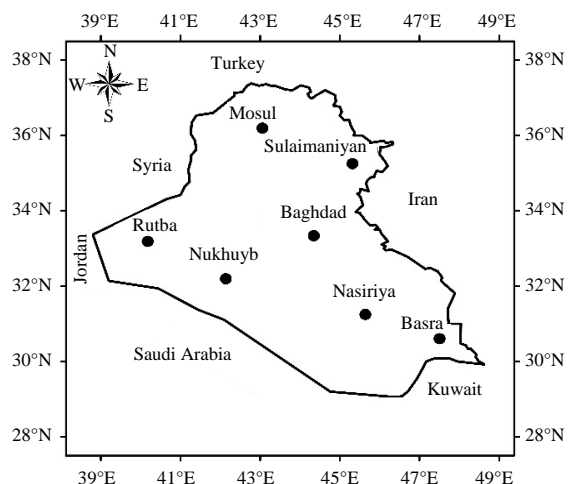 39°E 41°E 43°E 45°E 47°E 49°E
38°N 38°N
N
Turkey
W E
Mosul
S
36°N 36°N
Sulaimaniyan
Syria
Iran
34°N Baghdad 34°N
Rutba
Nukhuyb
Jordan
32°N 32°N
Nasiriya
Basra
Saudi Arabia
30°N 30°N
Kuwait
28°N 28°N
39°E 41°E 43°E 45°E 47°E 49°E